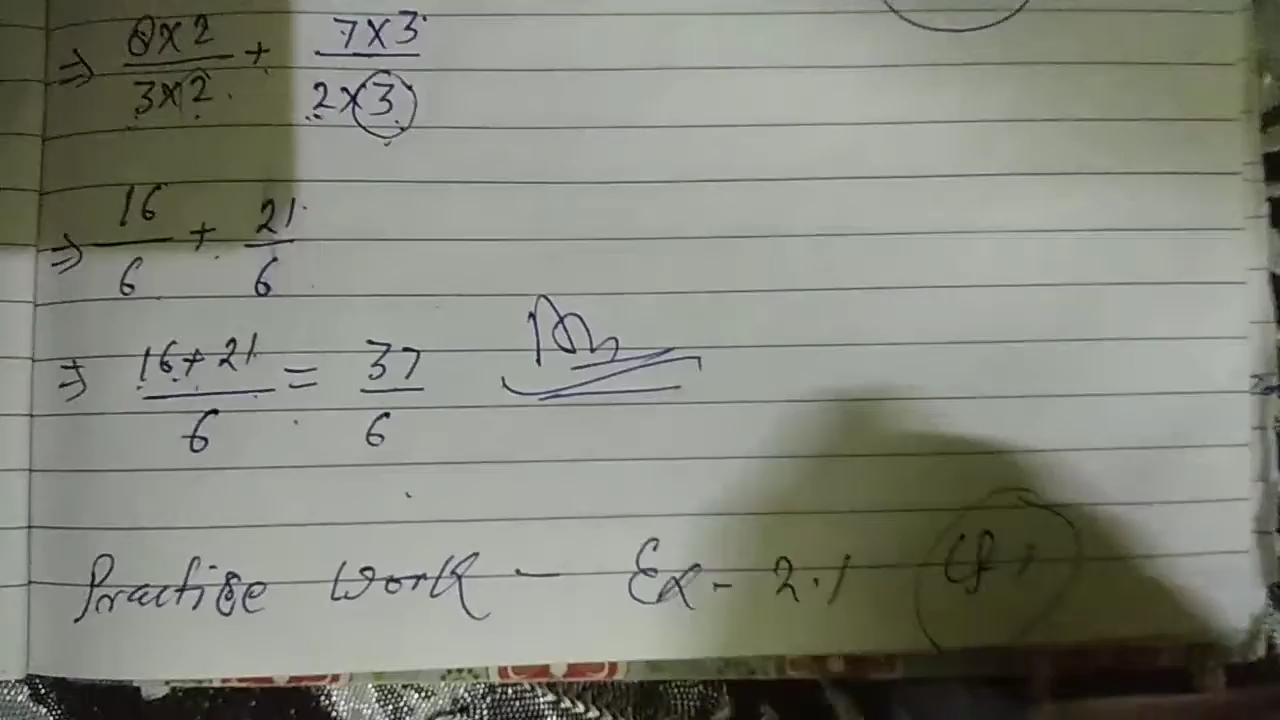 ⇒ 8×2/3×2 + 7×3/2×3
⇒ 16/6 + 21/6
⇒ 16+21/6 = 37/6 Ans
Practise Work - Ex - 2.1 (f)